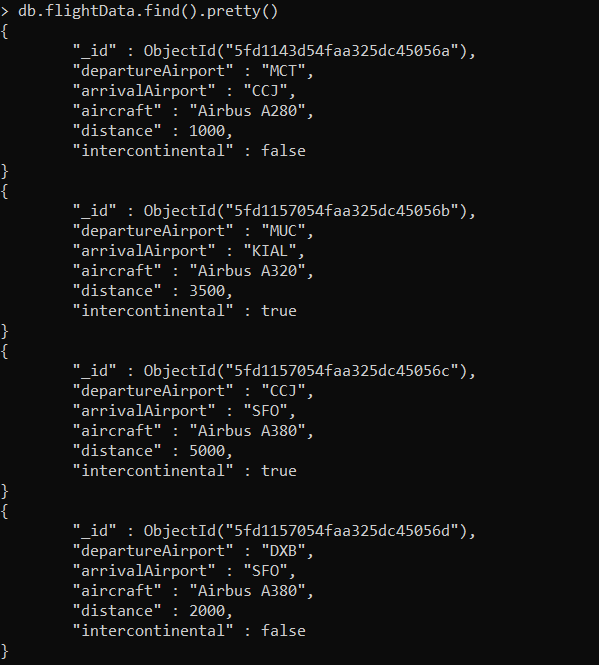 > db.flightData.find().pretty()
{
        "_id" : ObjectId("5fd1143d54faa325dc45056a"),
        "departureAirport" : "MCT",
        "arrivalAirport" : "CCJ",
        "aircraft" : "Airbus A280",
        "distance" : 1000,
        "intercontinental" : false
}
{
        "_id" : ObjectId("5fd1157054faa325dc45056b"),
        "departureAirport" : "MUC",
        "arrivalAirport" : "KIAL",
        "aircraft" : "Airbus A320",
        "distance" : 3500,
        "intercontinental" : true
}
{
        "_id" : ObjectId("5fd1157054faa325dc45056c"),
        "departureAirport" : "CCJ",
        "arrivalAirport" : "SFO",
        "aircraft" : "Airbus A380",
        "distance" : 5000,
        "intercontinental" : true
}
{
        "_id" : ObjectId("5fd1157054faa325dc45056d"),
        "departureAirport" : "DXB",
        "arrivalAirport" : "SFO",
        "aircraft" : "Airbus A380",
        "distance" : 2000,
        "intercontinental" : false
}